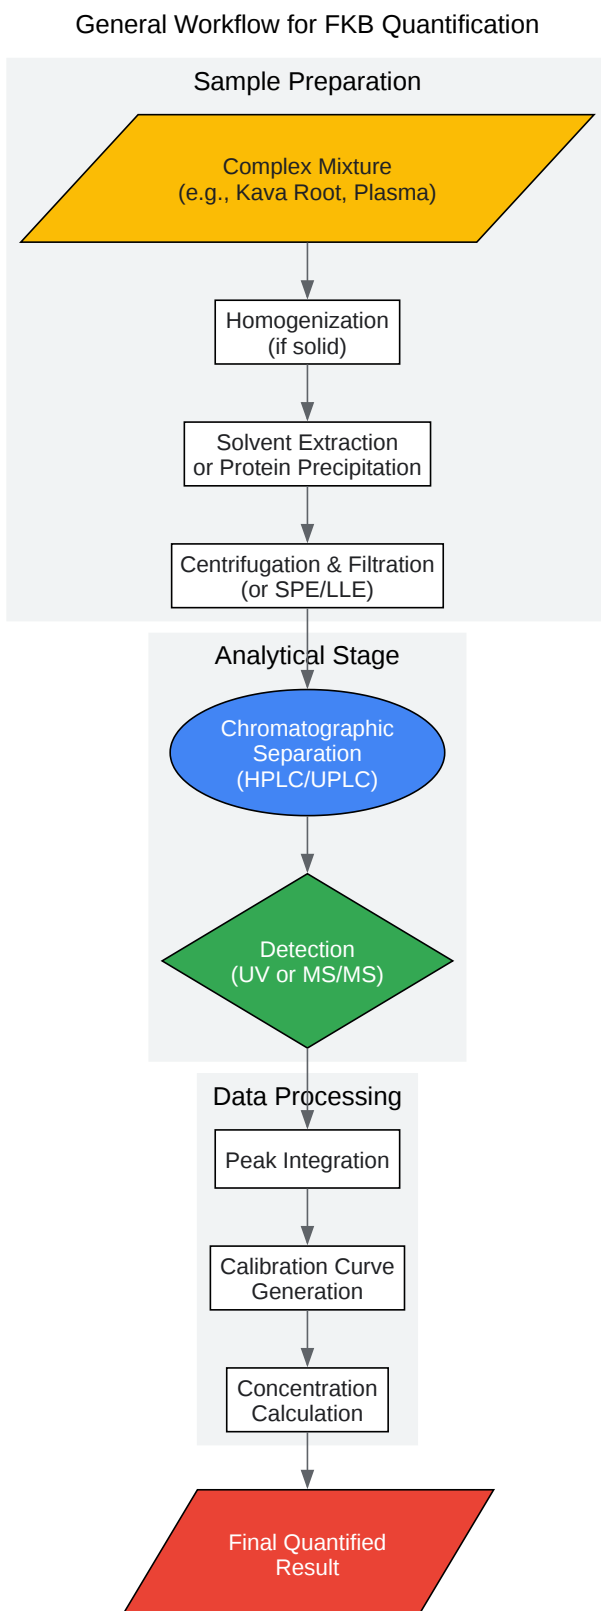 General Workflow for FKB Quantification
Sample Preparation
Complex Mixture
(e.g., Kava Root, Plasma)
Homogenization
(if solid)
Solvent Extraction
or Protein Precipitation
Centrifugation & Filtration
(or SPE/LLE)
Analytical Stage
Chromatographic
Separation
(HPLC/UPLC)
Detection
(UV or MS/MS)
Data Processing
Peak Integration
Calibration Curve
Generation
Concentration
Calculation
Final Quantified
Result